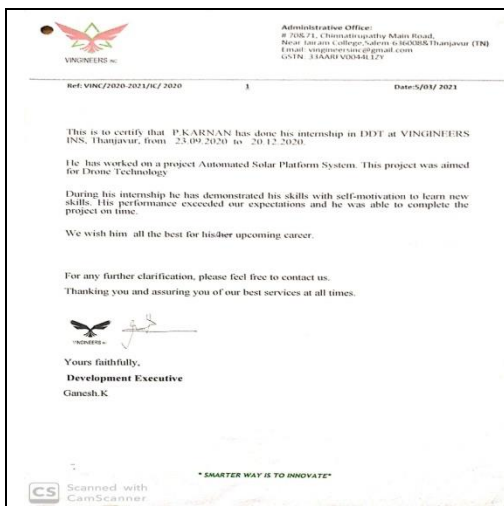 VINGINEERS INC
Administrative Office:
# 70&71, Chinnatirupathy Main Road,
Near Jairam College, Salem-636008&Thanjavur (TN)
Email: vingineersinc@gmail.com
Ref: VINC/2020-2021/IC/ 2020
1
Date:5/03/ 2021
This is to certify that P.KARNAN has done his internship in DDT at VINGINEERS
INS, Thanjavur, from 23.09.2020 to 20.12.2020.
He has worked on a project Automated Solar Platform System. This project was aimed
for Drone Technology
During his internship he has demonstrated his skills with self-motivation to learn new
skills. His performance exceeded our expectations and he was able to complete the
project on time.
We wish him all the best for his/her upcoming career.
For any further clarification, please feel free to contact us.
Thanking you and assuring you of our best services at all times.
VINGINEERS INC
Yours faithfully,
Development Executive
Ganesh.K
" SMARTER WAY IS TO INNOVATE"
CS Scanned with
CamScanner